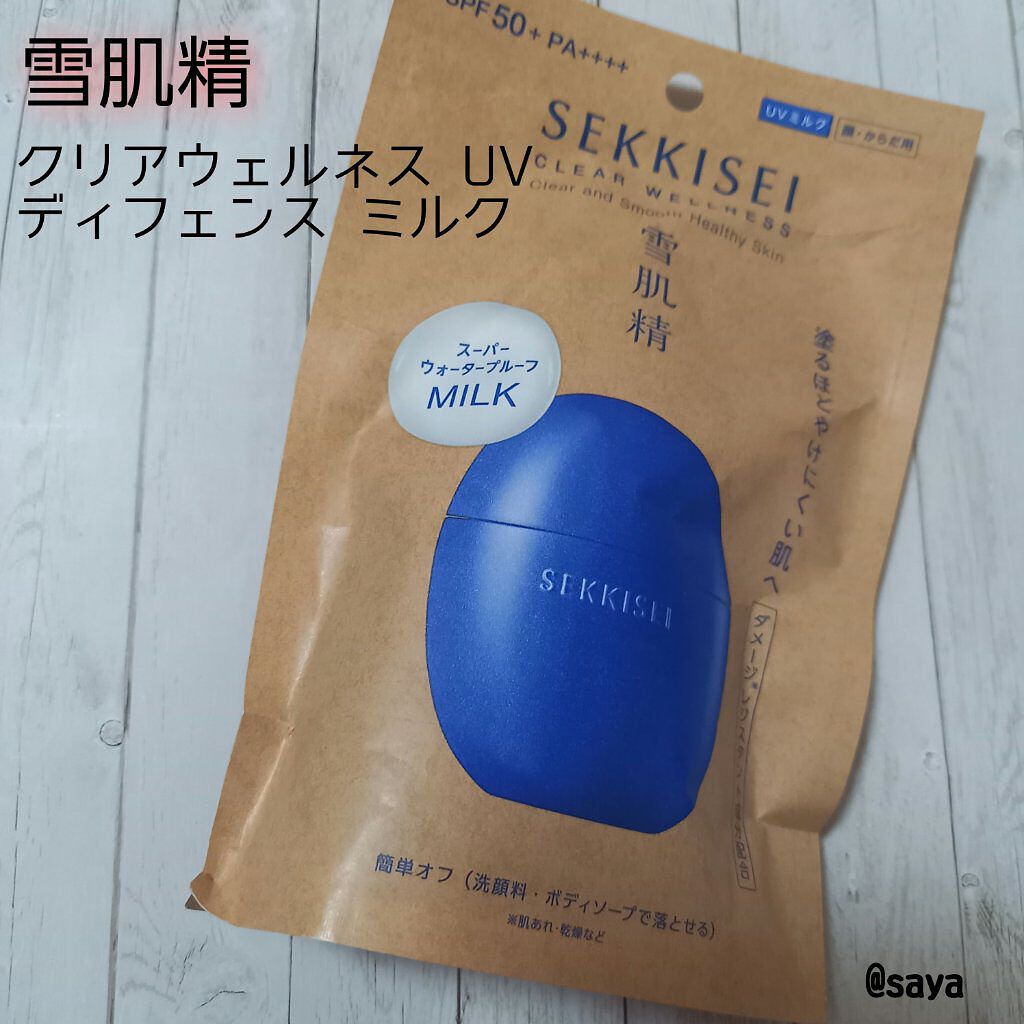 雪肌精
クリアウェルネス UV
ディフェンス ミルク
SPF50+ PA++++
UVミルク
顔・からだ用
SEKKISEI
CLEAR WELLNESS
Clear and Smooth Healthy Skin
雪肌精
スーパー
ウォータープルーフ
MILK
塗るほどやけにくい肌へ
SEKKISEI
簡単オフ(洗顔料・ボディソープで落とせる)
※肌あれ・乾燥など
@saya